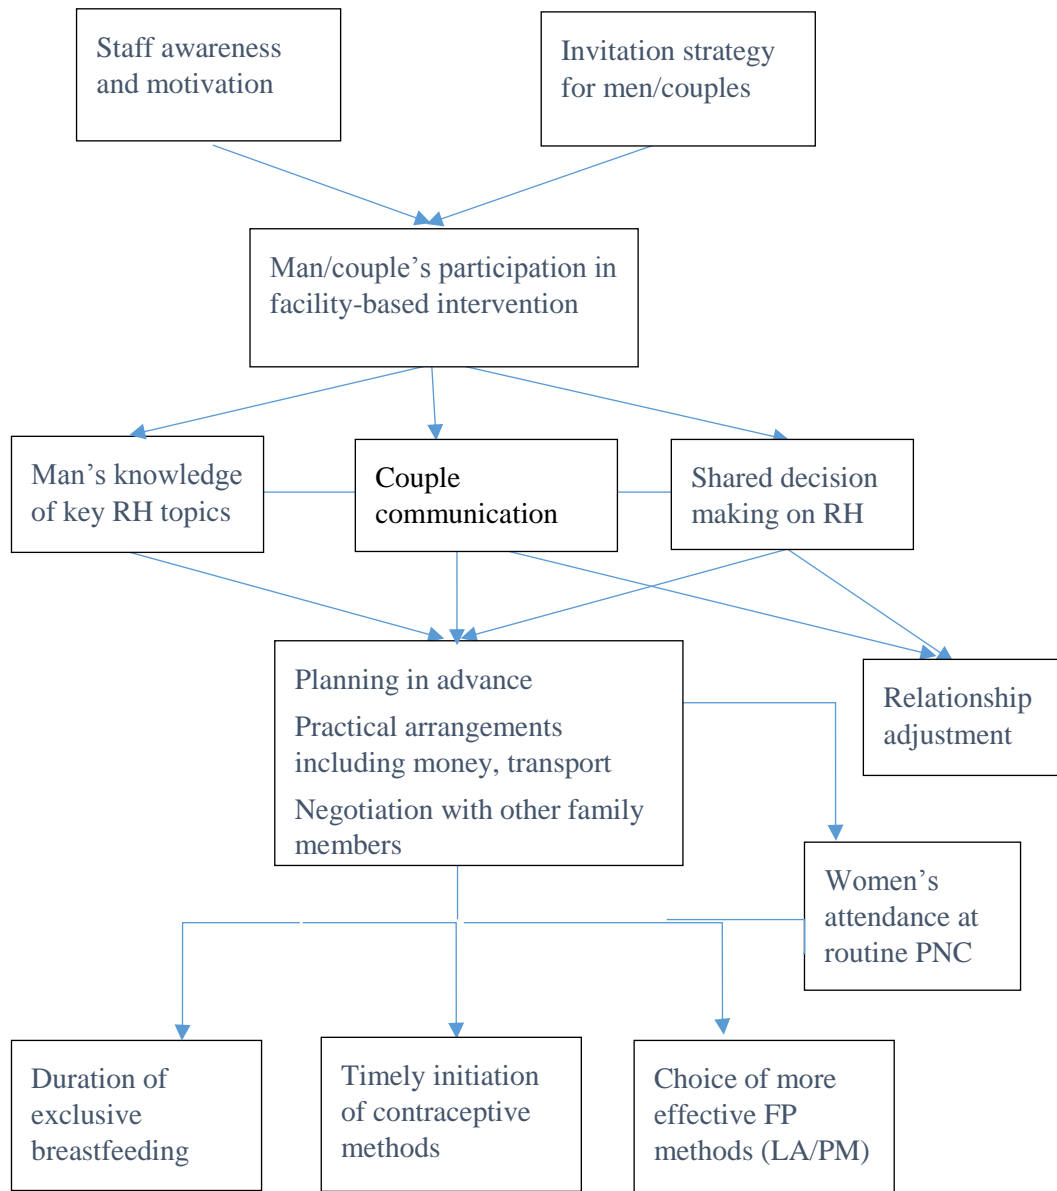 Staff awareness
and motivation
Invitation strategy
for men/couples
Man/couple’s participation in
facility-based intervention
Man’s knowledge
of key RH topics
Couple
communication
Shared decision
making on RH
Planning in advance
Practical arrangements
including money, transport
Negotiation with other family
members
Relationship
adjustment
Women’s
attendance at
routine PNC
Duration of
exclusive
breastfeeding
Timely initiation
of contraceptive
methods
Choice of more
effective FP
methods (LA/PM)